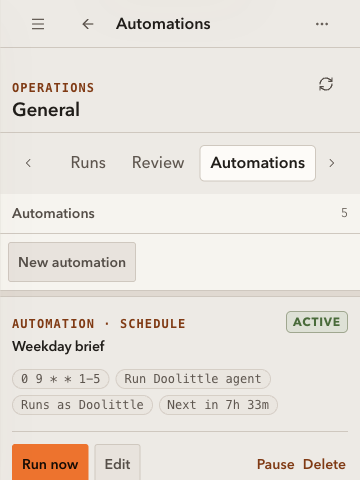 Automations
OPERATIONS
General
Runs Review Automations
Automations 5
New automation
AUTOMATION · SCHEDULE ACTIVE
Weekday brief
0 9 * * 1–5 Run Doolittle agent
Runs as Doolittle Next in 7h 33m
Run now Edit Pause Delete